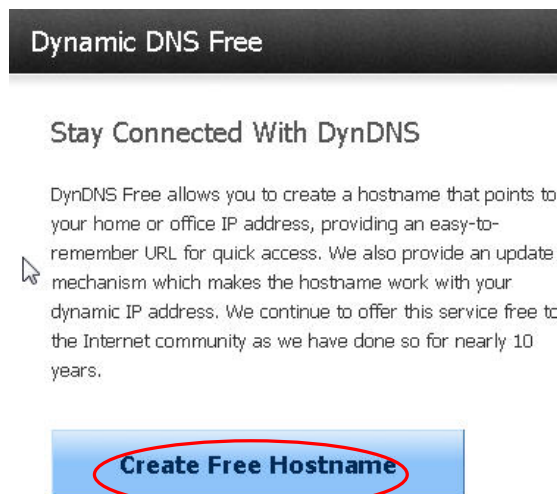 Dynamic DNS Free
Stay Connected With DynDNS
DynDNS Free allows you to create a hostname that points to
your home or office IP address, providing an easy-to-
remember URL for quick access. We also provide an update
mechanism which makes the hostname work with your
dynamic IP address. We continue to offer this service free to
the Internet community as we have done so for nearly 10
years.
Create Free Hostname